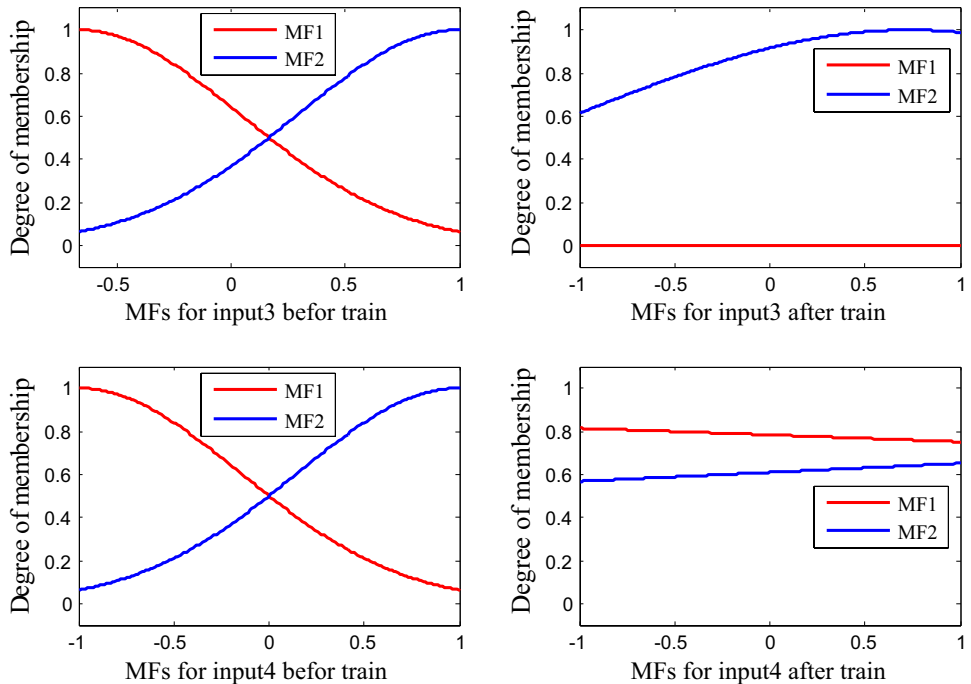 Degree of membership
1
0.8
0.6
0.4
0.2
0
MF1
MF2
-0.5
0
0.5
1
MFs for input3 befor train
Degree of membership
1
0.8
0.6
0.4
0.2
0
MF1
MF2
-1
-0.5
0
0.5
1
MFs for input3 after train
Degree of membership
1
0.8
0.6
0.4
0.2
0
MF1
MF2
-1
-0.5
0
0.5
1
MFs for input4 befor train
Degree of membership
1
0.8
0.6
0.4
0.2
0
MF1
MF2
-1
-0.5
0
0.5
1
MFs for input4 after train